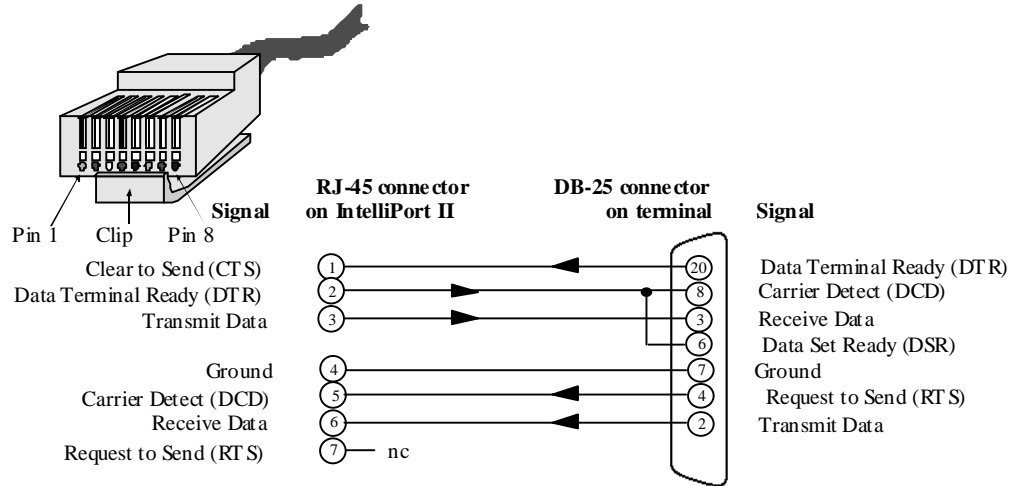 RJ-45 connector
on IntelliPort II
DB-25 connector
on terminal
Signal
Signal
Pin 1
Clip
Pin 8
Clear to Send (CTS)
1
20
Data Terminal Ready (DTR)
Data Terminal Ready (DTR)
2
8
Carrier Detect (DCD)
Transmit Data
3
3
Receive Data
6
Data Set Ready (DSR)
Ground
4
7
Ground
Carrier Detect (DCD)
5
4
Request to Send (RTS)
Receive Data
6
2
Transmit Data
Request to Send (RTS)
7
nc